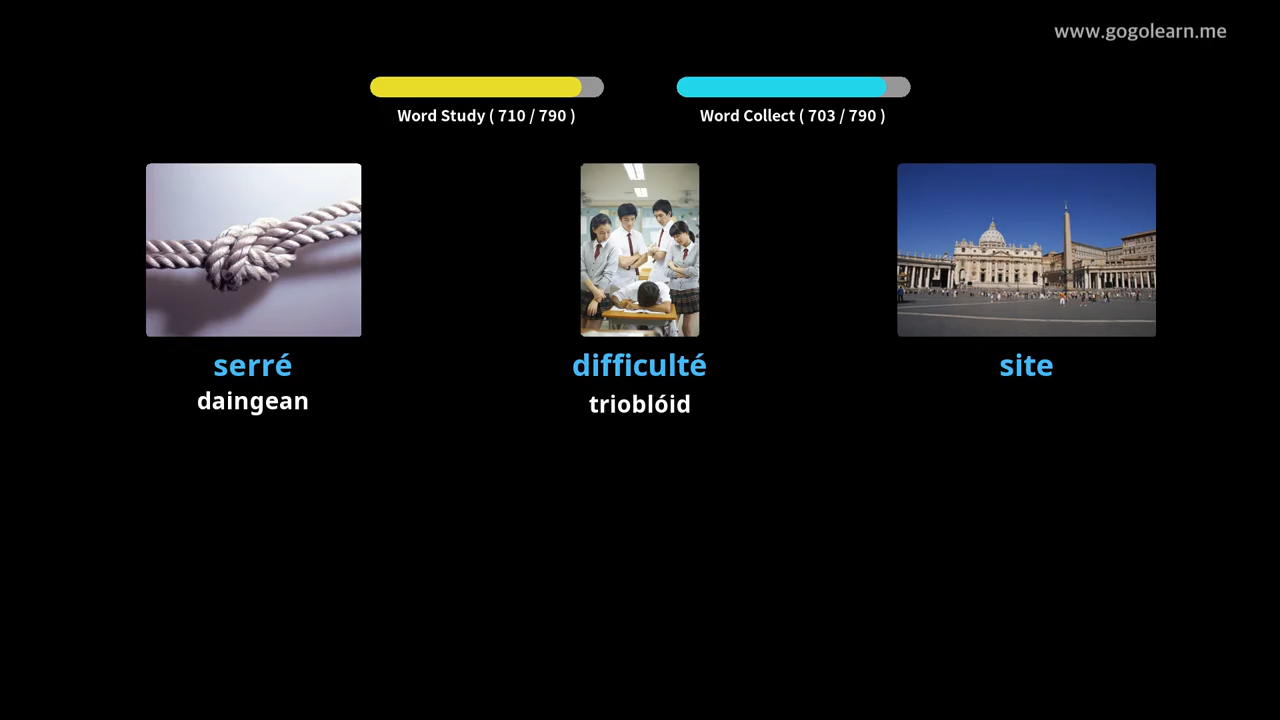 www.gogolearn.me
Word Study ( 710 / 790 )
Word Collect ( 703 / 790 )
serré
difficulté
site
daingean
trioblóid